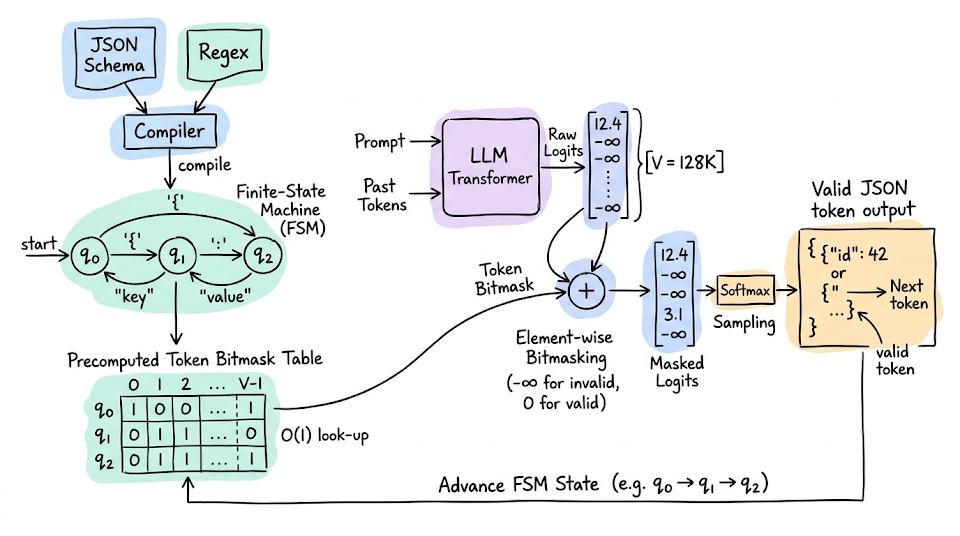 JSON
Schema
Regex
Compiler
compile
Finite-State
Machine
(FSM)
'{'
start
q₀
'{'
q₁
':'
q₂
"key"
"value"
Precomputed Token Bitmask Table
0 1 2 ... V-1
q₀ 1 0 0 ... 1
q₁ 0 1 1 ... 0
q₂ 0 1 1 ... 1
O(1) look-up
Prompt
Past
Tokens
LLM
Transformer
Raw
Logits
12.4
-∞
-∞
⋮
-∞
[V = 128K]
Token
Bitmask
+
Element-wise
Bitmasking
(-∞ for invalid,
0 for valid)
12.4
-∞
-∞
3.1
-∞
Masked
Logits
Softmax
Sampling
Valid JSON
token output
{ {"id": 42
or
{" → Next
token
...}
}
valid
token
Advance FSM State (e.g. q₀ → q₁ → q₂)